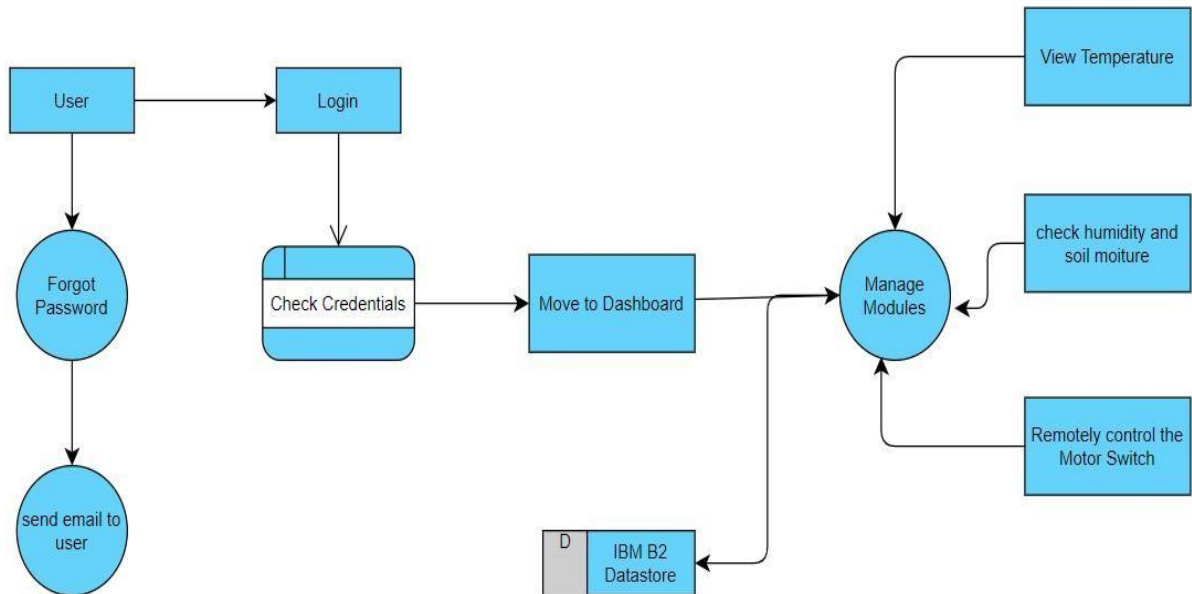 User
Login
View Temperature
Forgot
Password
Check Credentials
Move to Dashboard
Manage
Modules
check humidity and
soil moiture
Remotely control the
Motor Switch
send email to
user
D
IBM B2
Datastore